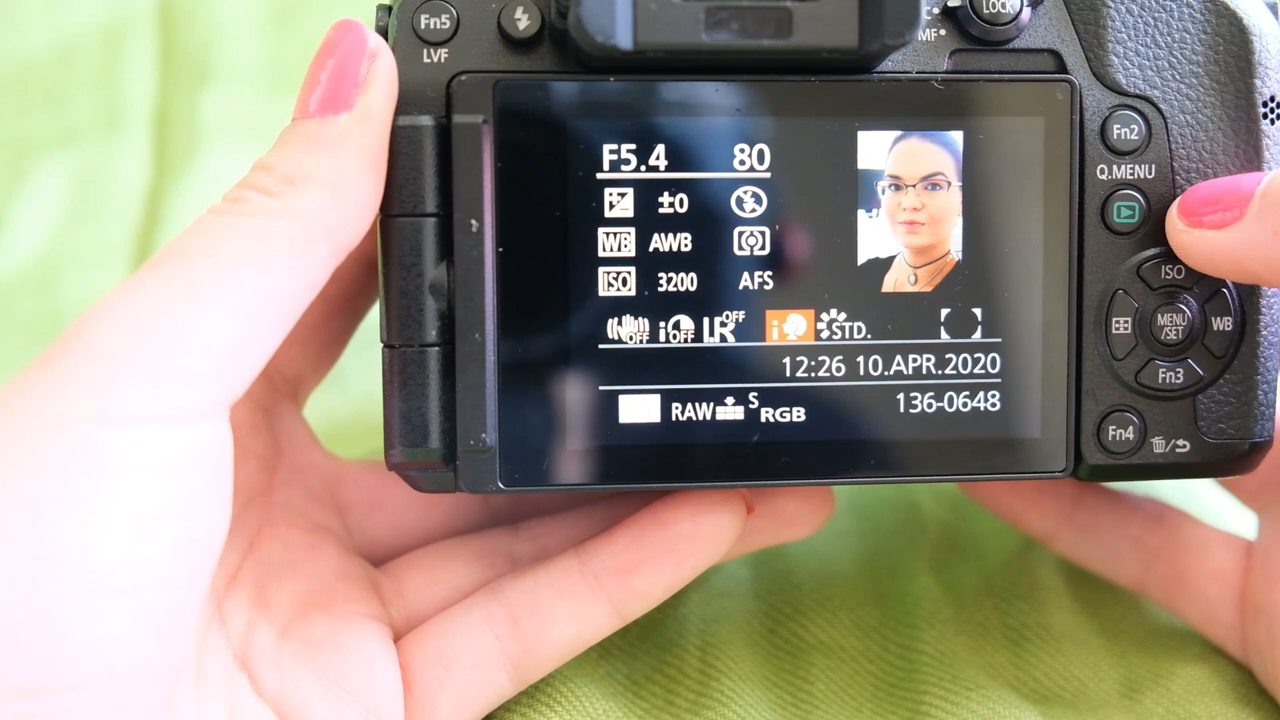 Fn5
LVF
LOCK
MF
Fn2
Q.MENU
F5.4 80
±0
WB AWB
ISO 3200 AFS
OFF i OFF I.R OFF i STD.
12:26 10.APR.2020
RAW S RGB 136-0648
ISO
MENU /SET
WB
Fn3
Fn4